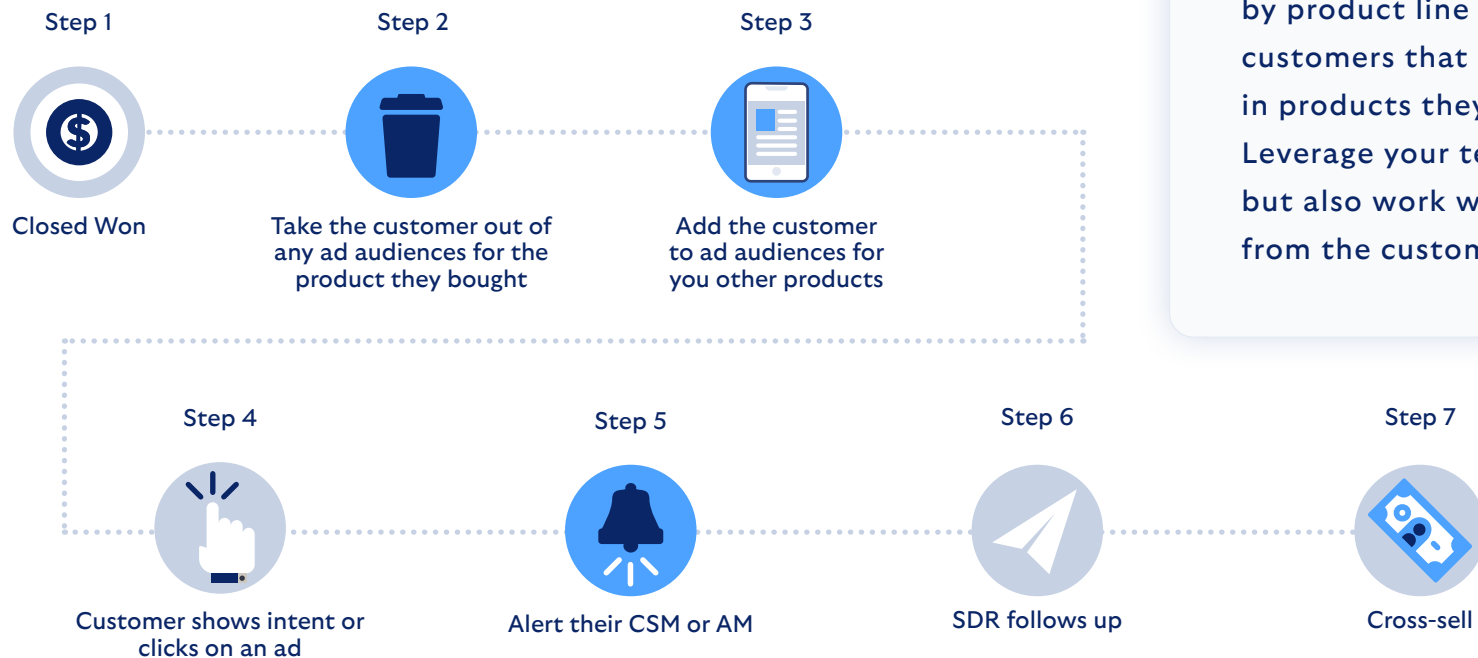 Step 1
Step 2
Step 3
$
Closed Won
Take the customer out of
any ad audiences for the
product they bought
Add the customer
to ad audiences for
you other products
Step 4
Step 5
Step 6
Step 7
Customer shows intent or
clicks on an ad
Alert their CSM or AM
SDR follows up
Cross-sell
by product line
customers that
in products they
Leverage your
but also work
from the